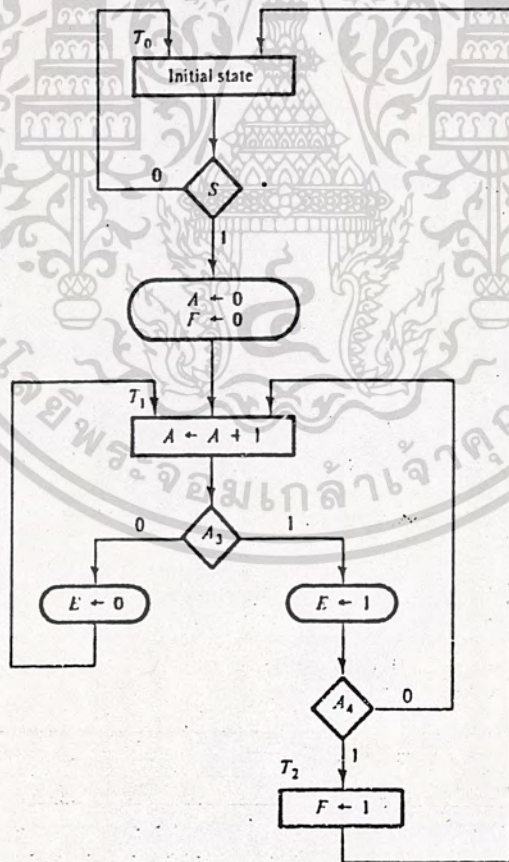 T₀
Initial state
0
S
1
A ← 0
F ← 0
T₁
A ← A + 1
0
A₃
1
E ← 0
E ← 1
A₄
0
1
T₂
F ← 1